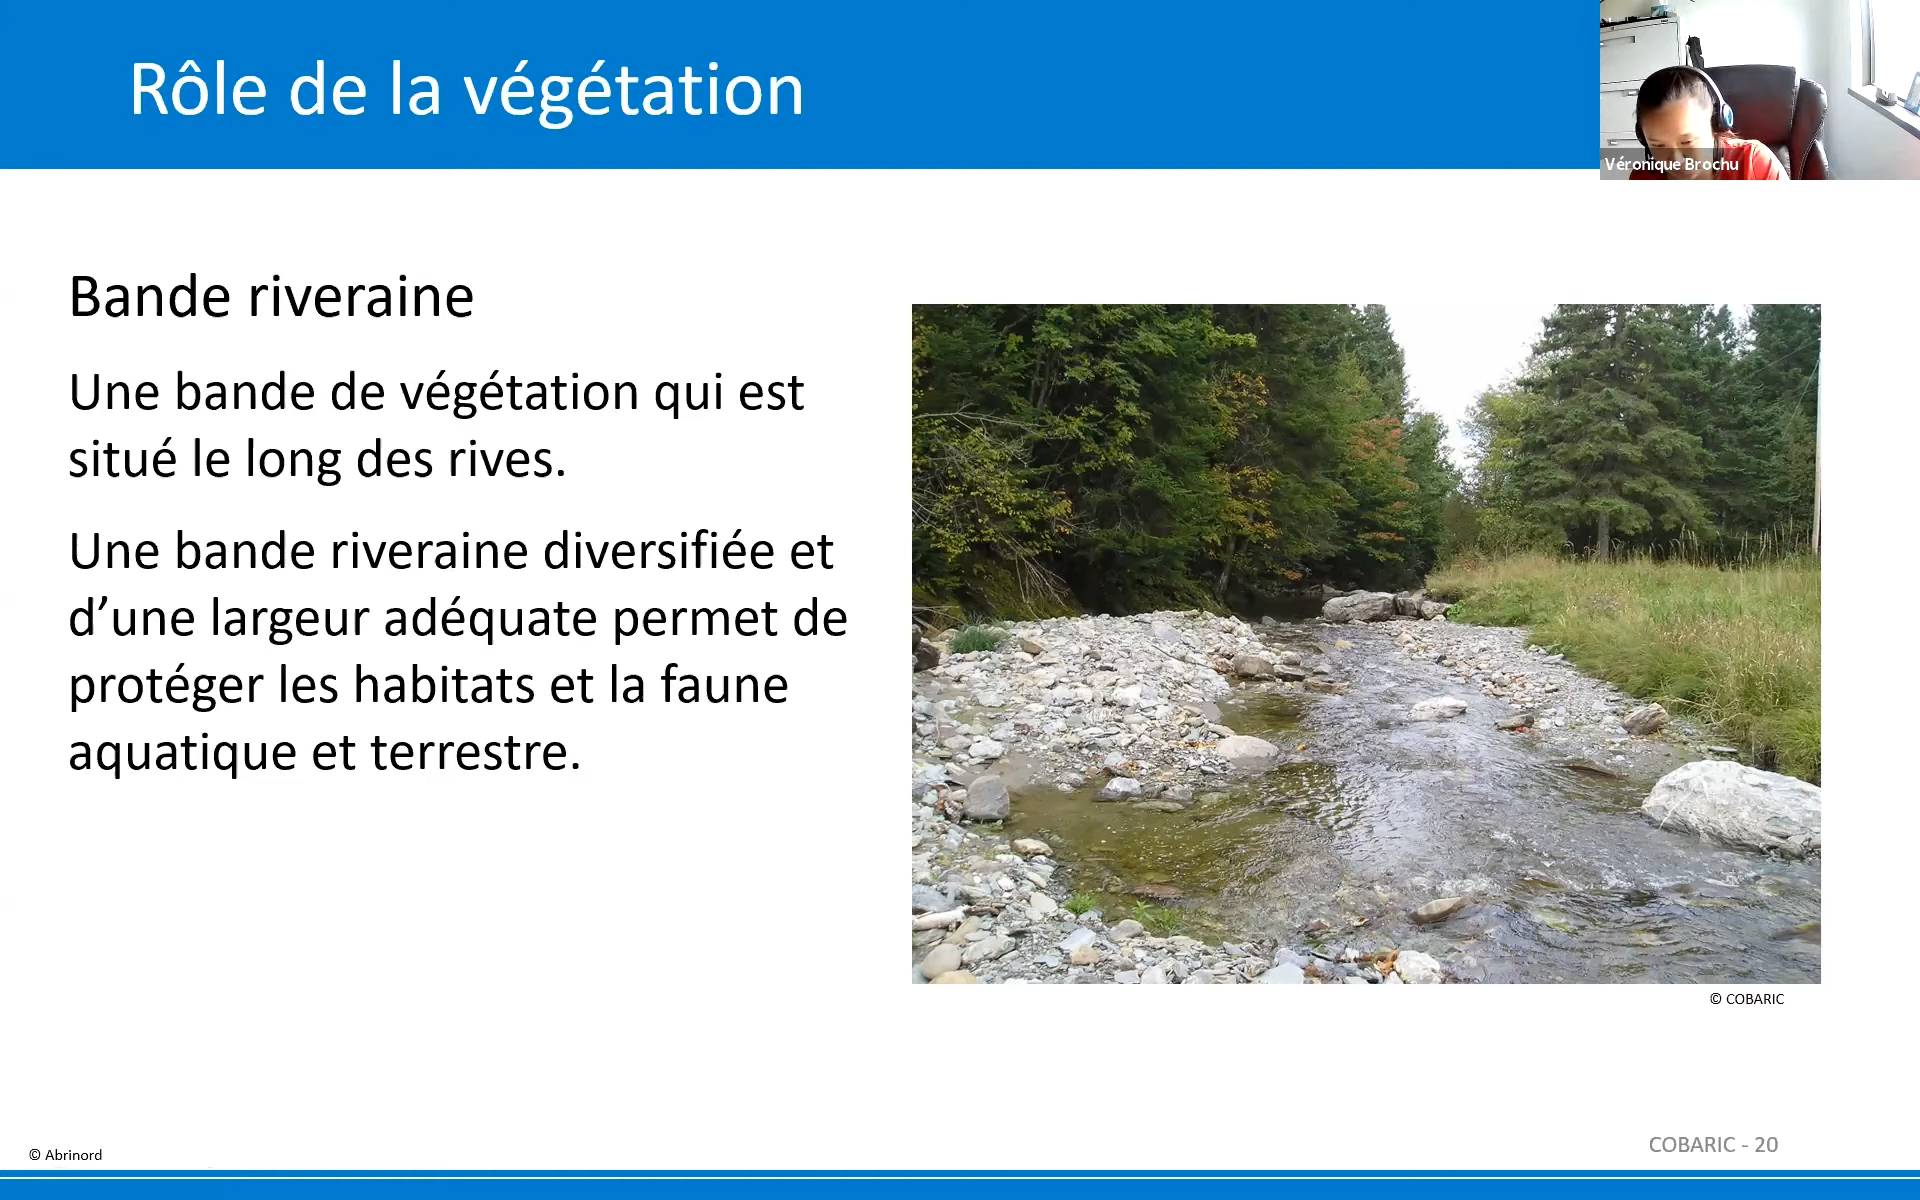 Rôle de la végétation
Véronique Brochu
Bande riveraine
Une bande de végétation qui est
situé le long des rives.
Une bande riveraine diversifiée et
d’une largeur adéquate permet de
protéger les habitats et la faune
aquatique et terrestre.
© COBARIC
COBARIC - 20
© Abrinord